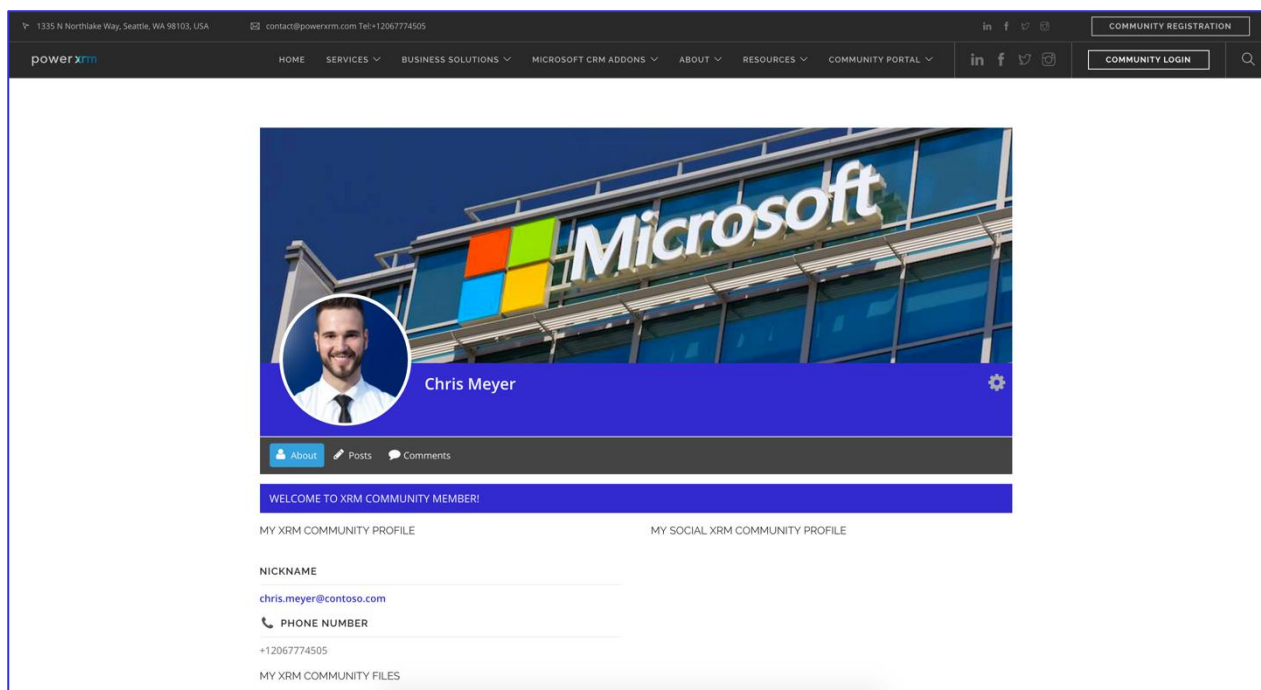 1335 N Northlake Way, Seattle, WA 98103, USA contact@powerxrm.com Tel:+12067774505 COMMUNITY REGISTRATION
powerxrm HOME SERVICES BUSINESS SOLUTIONS MICROSOFT CRM ADDONS ABOUT RESOURCES COMMUNITY PORTAL COMMUNITY LOGIN
Microsoft
Chris Meyer
About Posts Comments
WELCOME TO XRM COMMUNITY MEMBER!
MY XRM COMMUNITY PROFILE MY SOCIAL XRM COMMUNITY PROFILE
NICKNAME
chris.meyer@contoso.com
PHONE NUMBER
+12067774505
MY XRM COMMUNITY FILES